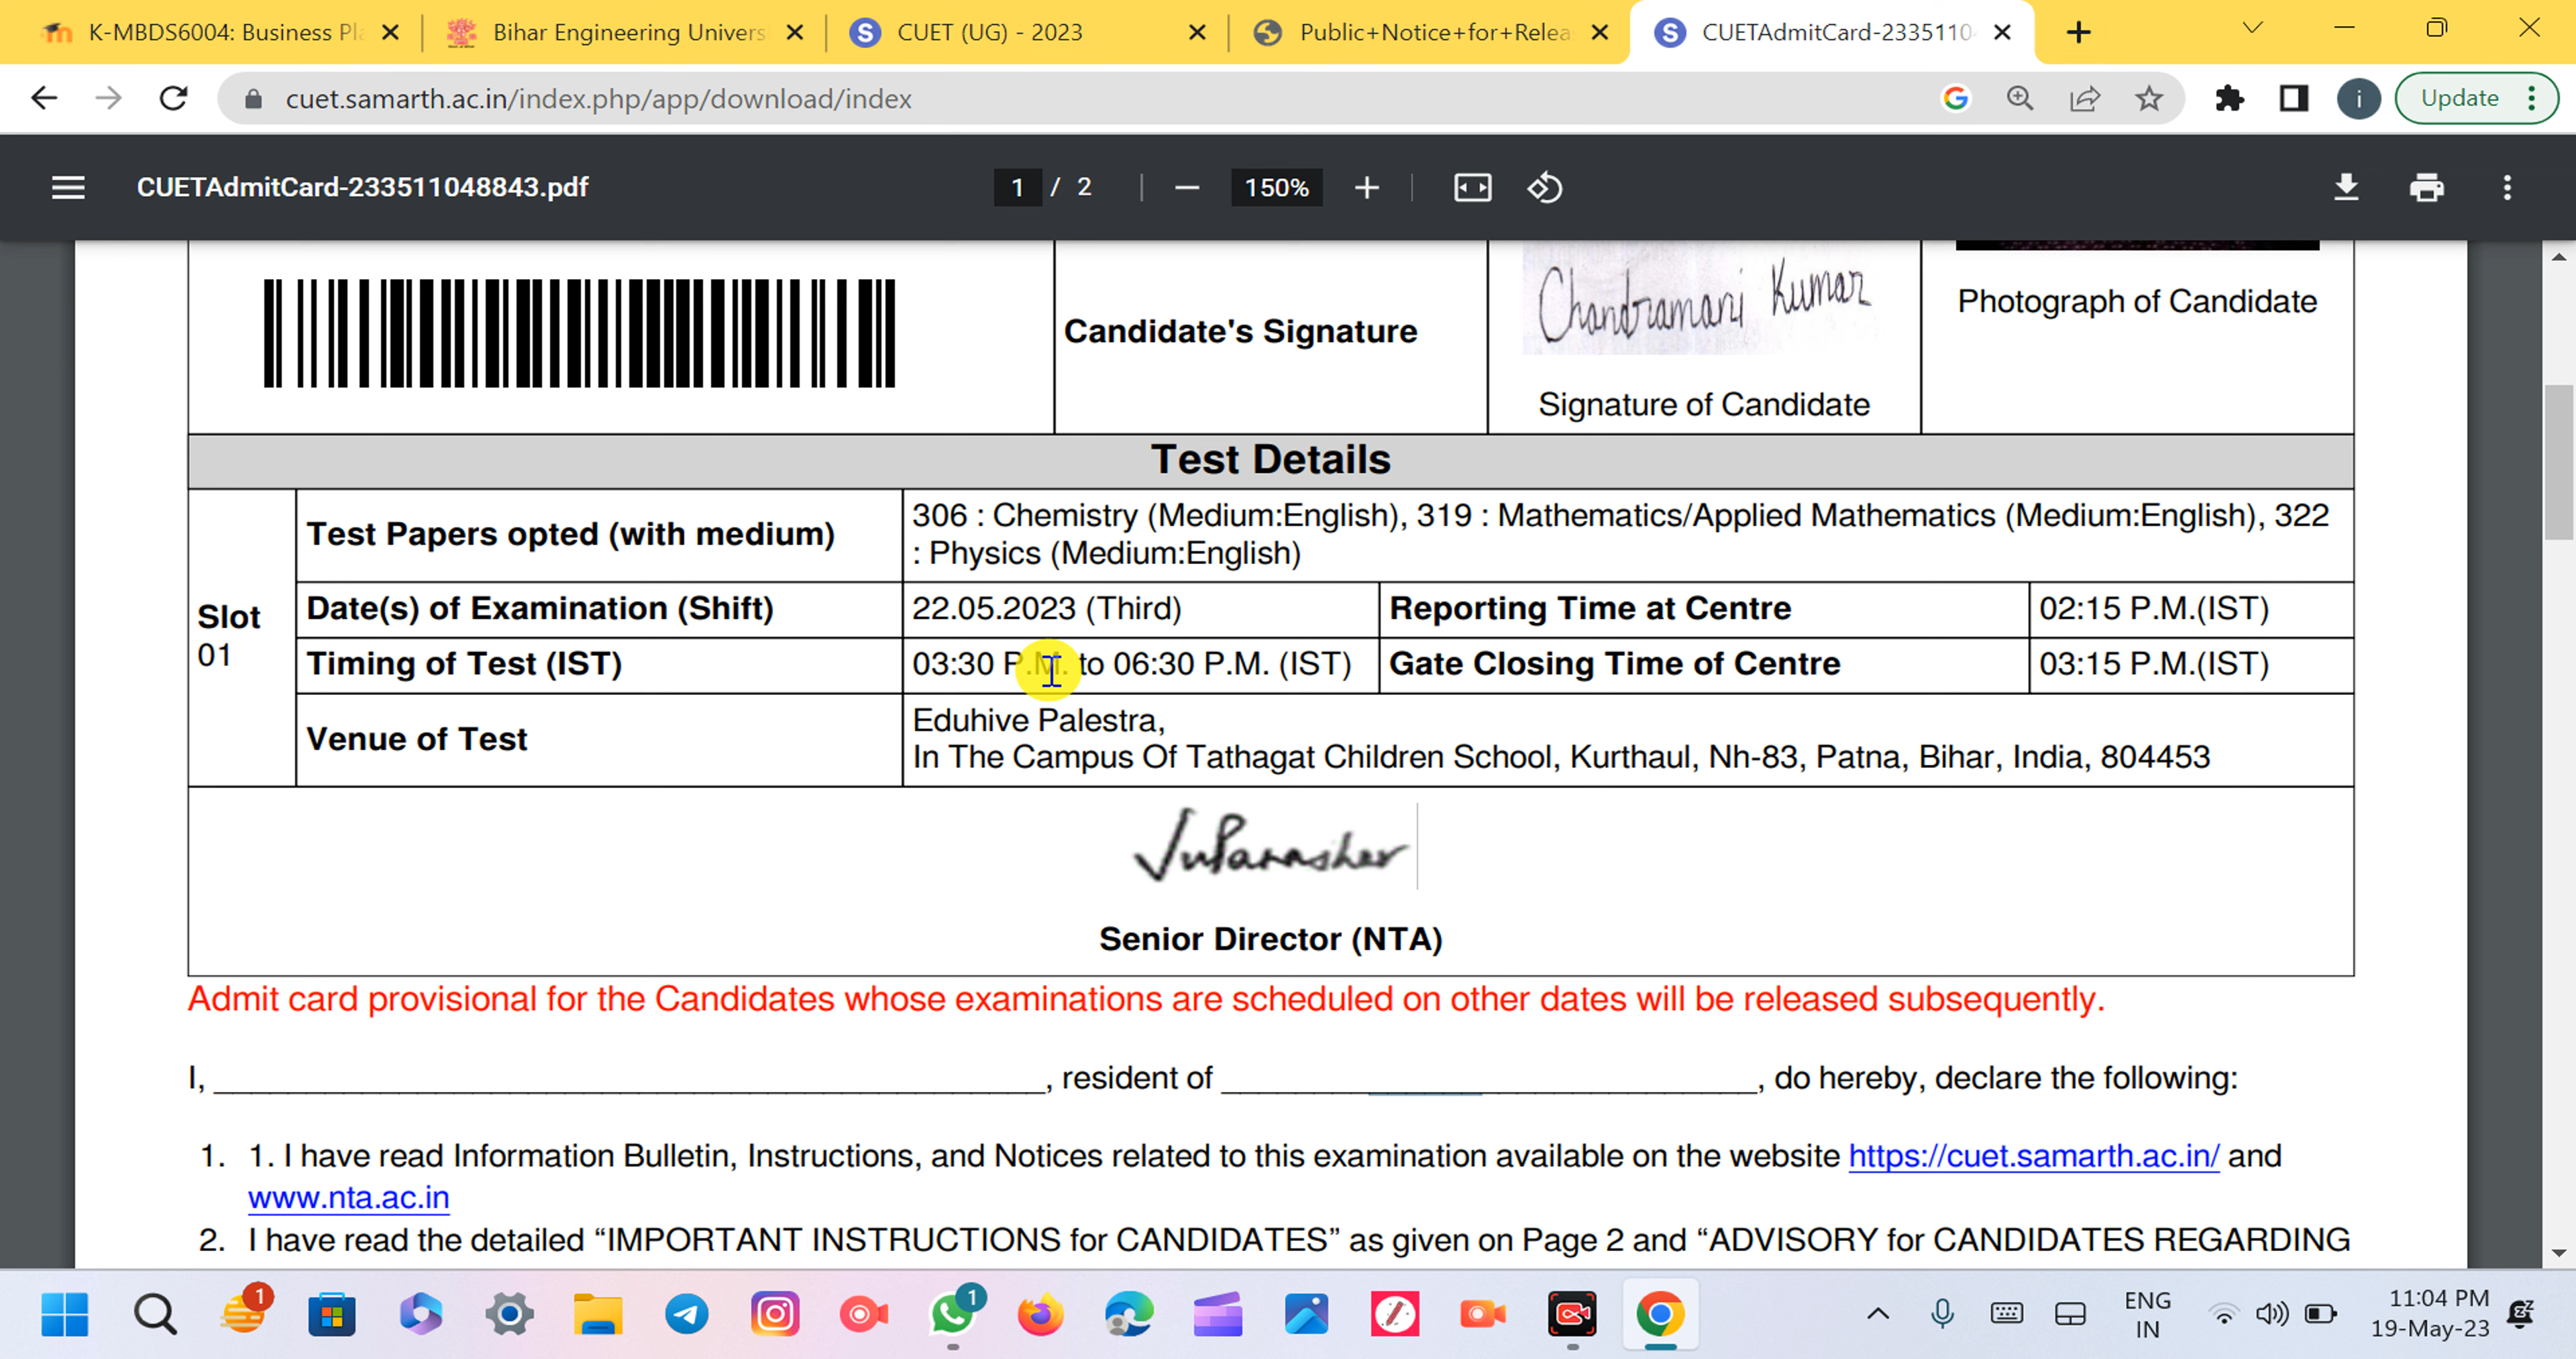 K-MBDS6004: Business Pla
Bihar Engineering Univers
CUET (UG) - 2023
Public+Notice+for+Relea
CUETAdmitCard-2335110
cuet.samarth.ac.in/index.php/app/download/index
Update
CUETAdmitCard-233511048843.pdf
1 / 2
150%
Candidate's Signature
Chandramani Kumar
Signature of Candidate
Photograph of Candidate
Test Details
Slot 01
Test Papers opted (with medium)
306 : Chemistry (Medium:English), 319 : Mathematics/Applied Mathematics (Medium:English), 322
: Physics (Medium:English)
Date(s) of Examination (Shift) 22.05.2023 (Third) Reporting Time at Centre 02:15 P.M.(IST)
Timing of Test (IST) 03:30 P.M. to 06:30 P.M. (IST) Gate Closing Time of Centre 03:15 P.M.(IST)
Venue of Test
Eduhive Palestra,
In The Campus Of Tathagat Children School, Kurthaul, Nh-83, Patna, Bihar, India, 804453
Senior Director (NTA)
Admit card provisional for the Candidates whose examinations are scheduled on other dates will be released subsequently.
I, ____________________, resident of ____________________, do hereby, declare the following:
1. 1. I have read Information Bulletin, Instructions, and Notices related to this examination available on the website https://cuet.samarth.ac.in/ and
www.nta.ac.in
2. I have read the detailed “IMPORTANT INSTRUCTIONS for CANDIDATES” as given on Page 2 and “ADVISORY for CANDIDATES REGARDING
1
1
ENG
IN
11:04 PM
19-May-23